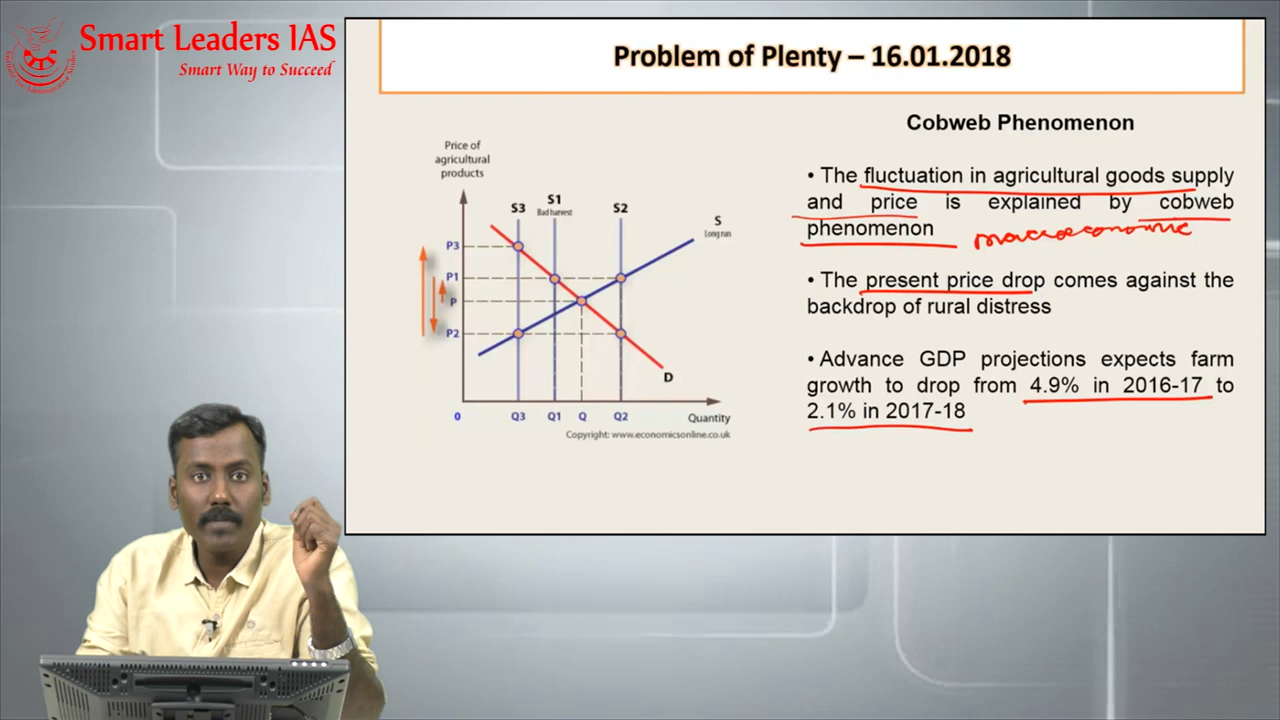 Smart Leaders IAS
Smart Way to Succeed
Problem of Plenty – 16.01.2018
Cobweb Phenomenon
Price of
agricultural
products
S3
S1
Bad harvest
S2
S
Long run
P3
P1
P
P2
D
0
Q3
Q1
Q
Q2
Quantity
Copyright: www.economicsonline.co.uk
• The fluctuation in agricultural goods supply
and price is explained by cobweb
phenomenon macroeconomic
• The present price drop comes against the
backdrop of rural distress
• Advance GDP projections expects farm
growth to drop from 4.9% in 2016-17 to
2.1% in 2017-18